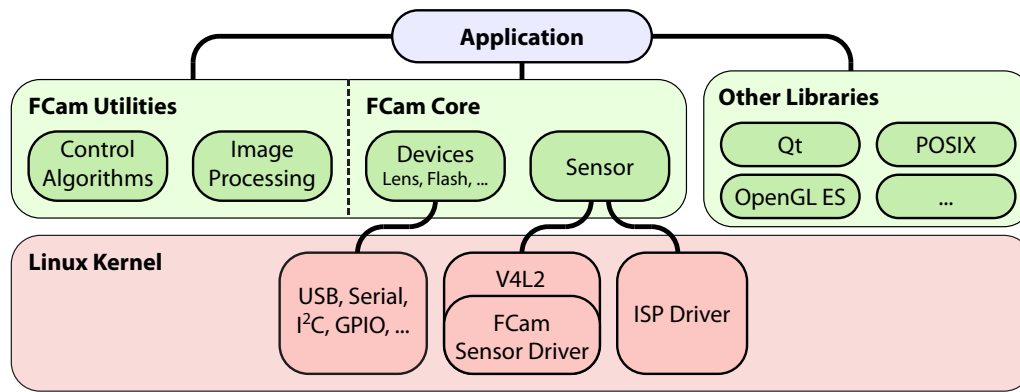 Application
FCam Utilities
FCam Core
Other Libraries
Control
Algorithms
Image
Processing
Devices
Lens, Flash, ...
Sensor
Qt
POSIX
OpenGL ES
...
Linux Kernel
USB, Serial,
I²C, GPIO, ...
V4L2
FCam
Sensor Driver
ISP Driver